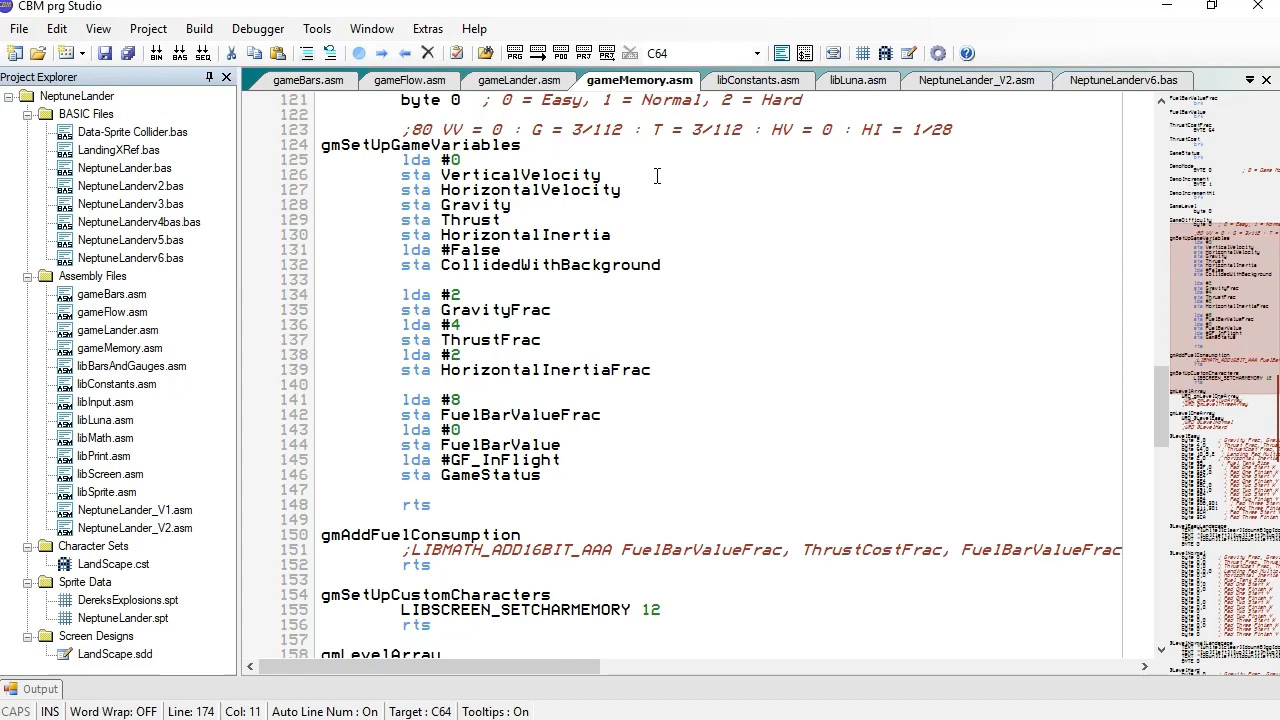 CBM prg Studio
File Edit View Project Build Debugger Tools Window Extras Help
C64
Project Explorer
gameBars.asm gameFlow.asm gameLander.asm gameMemory.asm libConstants.asm libLuna.asm NeptuneLander_V2.asm NeptuneLanderv6.bas
NeptuneLander
BASIC Files
Data-Sprite Collider.bas
LandingXRef.bas
NeptuneLander.bas
NeptuneLanderv2.bas
NeptuneLanderv3.bas
NeptuneLanderv4bas.bas
NeptuneLanderv5.bas
NeptuneLanderv6.bas
Assembly Files
gameBars.asm
gameFlow.asm
gameLander.asm
gameMemory.asm
libBarsAndGauges.asm
libConstants.asm
libInput.asm
libLuna.asm
libMath.asm
libPrint.asm
libScreen.asm
libSprite.asm
NeptuneLander_V1.asm
NeptuneLander_V2.asm
Character Sets
LandScape.cst
Sprite Data
DereksExplosions.spt
NeptuneLander.spt
Screen Designs
LandScape.sdd
121 byte 0 ; 0 = Easy, 1 = Normal, 2 = Hard
122
123 ;80 VV = 0 : G = 3/112 : T = 3/112 : HV = 0 : HI = 1/28
124 gmSetUpGameVariables
125 lda #0
126 sta VerticalVelocity
127 sta HorizontalVelocity
128 sta Gravity
129 sta Thrust
130 sta HorizontalInertia
131 lda #False
132 sta CollidedWithBackground
133
134 lda #2
135 sta GravityFrac
136 lda #4
137 sta ThrustFrac
138 lda #2
139 sta HorizontalInertiaFrac
140
141 lda #8
142 sta FuelBarValueFrac
143 lda #0
144 sta FuelBarValue
145 lda #GF_InFlight
146 sta GameStatus
147
148 rts
149
150 gmAddFuelConsumption
151 ;LIBMATH_ADD16BIT_AAA FuelBarValueFrac, ThrustCostFrac, FuelBarValueFrac
152 rts
153
154 gmSetUpCustomCharacters
155 LIBSCREEN_SETCHARMEMORY 12
156 rts
157
158 gmLevelArray
Output
CAPS INS Word Wrap: OFF Line: 174 Col: 11 Auto Line Num : On Target : C64 Tooltips : On